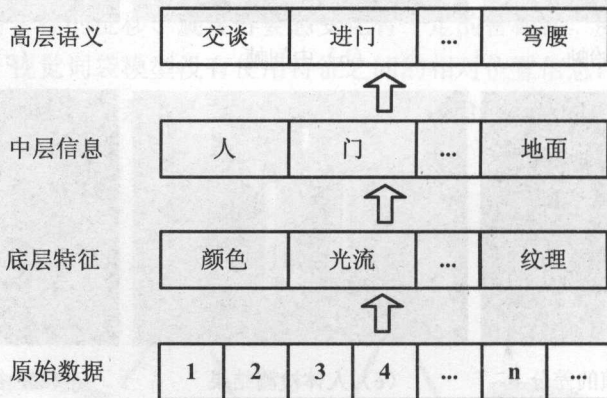 高层语义 交谈 进门 ... 弯腰
中层信息 人 门 ... 地面
底层特征 颜色 光流 ... 纹理
原始数据 1 2 3 4 ... n ...